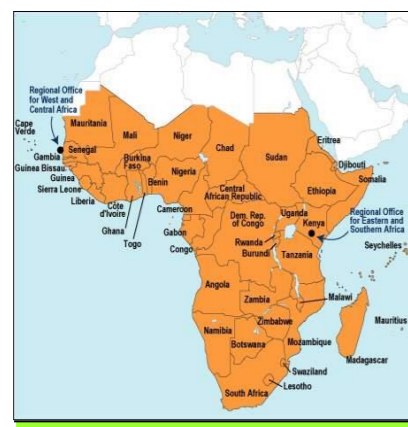 Regional Office
for West and
Central Africa
Cape
Verde
Mauritania
Mali
Niger
Chad
Sudan
Eritrea
Djibouti
Somalia
Senegal
Gambia
Guinea Bissau
Guinea
Sierra Leone
Liberia
Côte
d'Ivoire
Ghana
Togo
Burkina
Faso
Benin
Nigeria
Cameroon
Central
African Republic
Ethiopia
Gabon
Congo
Dem. Rep.
of Congo
Uganda
Kenya
Regional Office
for Eastern and
Southern Africa
Rwanda
Burundi
Tanzania
Seychelles
Angola
Zambia
Malawi
Zimbabwe
Mozambique
Mauritius
Madagascar
Namibia
Botswana
Swaziland
Lesotho
South Africa